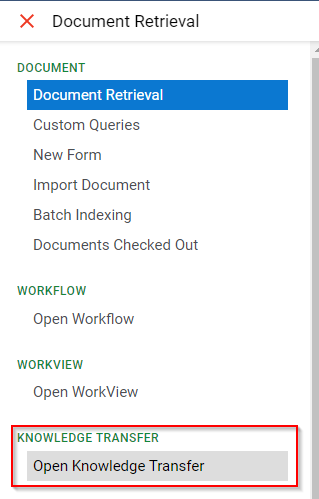 Document Retrieval
DOCUMENT
Document Retrieval
Custom Queries
New Form
Import Document
Batch Indexing
Documents Checked Out
WORKFLOW
Open Workflow
WORKVIEW
Open WorkView
KNOWLEDGE TRANSFER
Open Knowledge Transfer